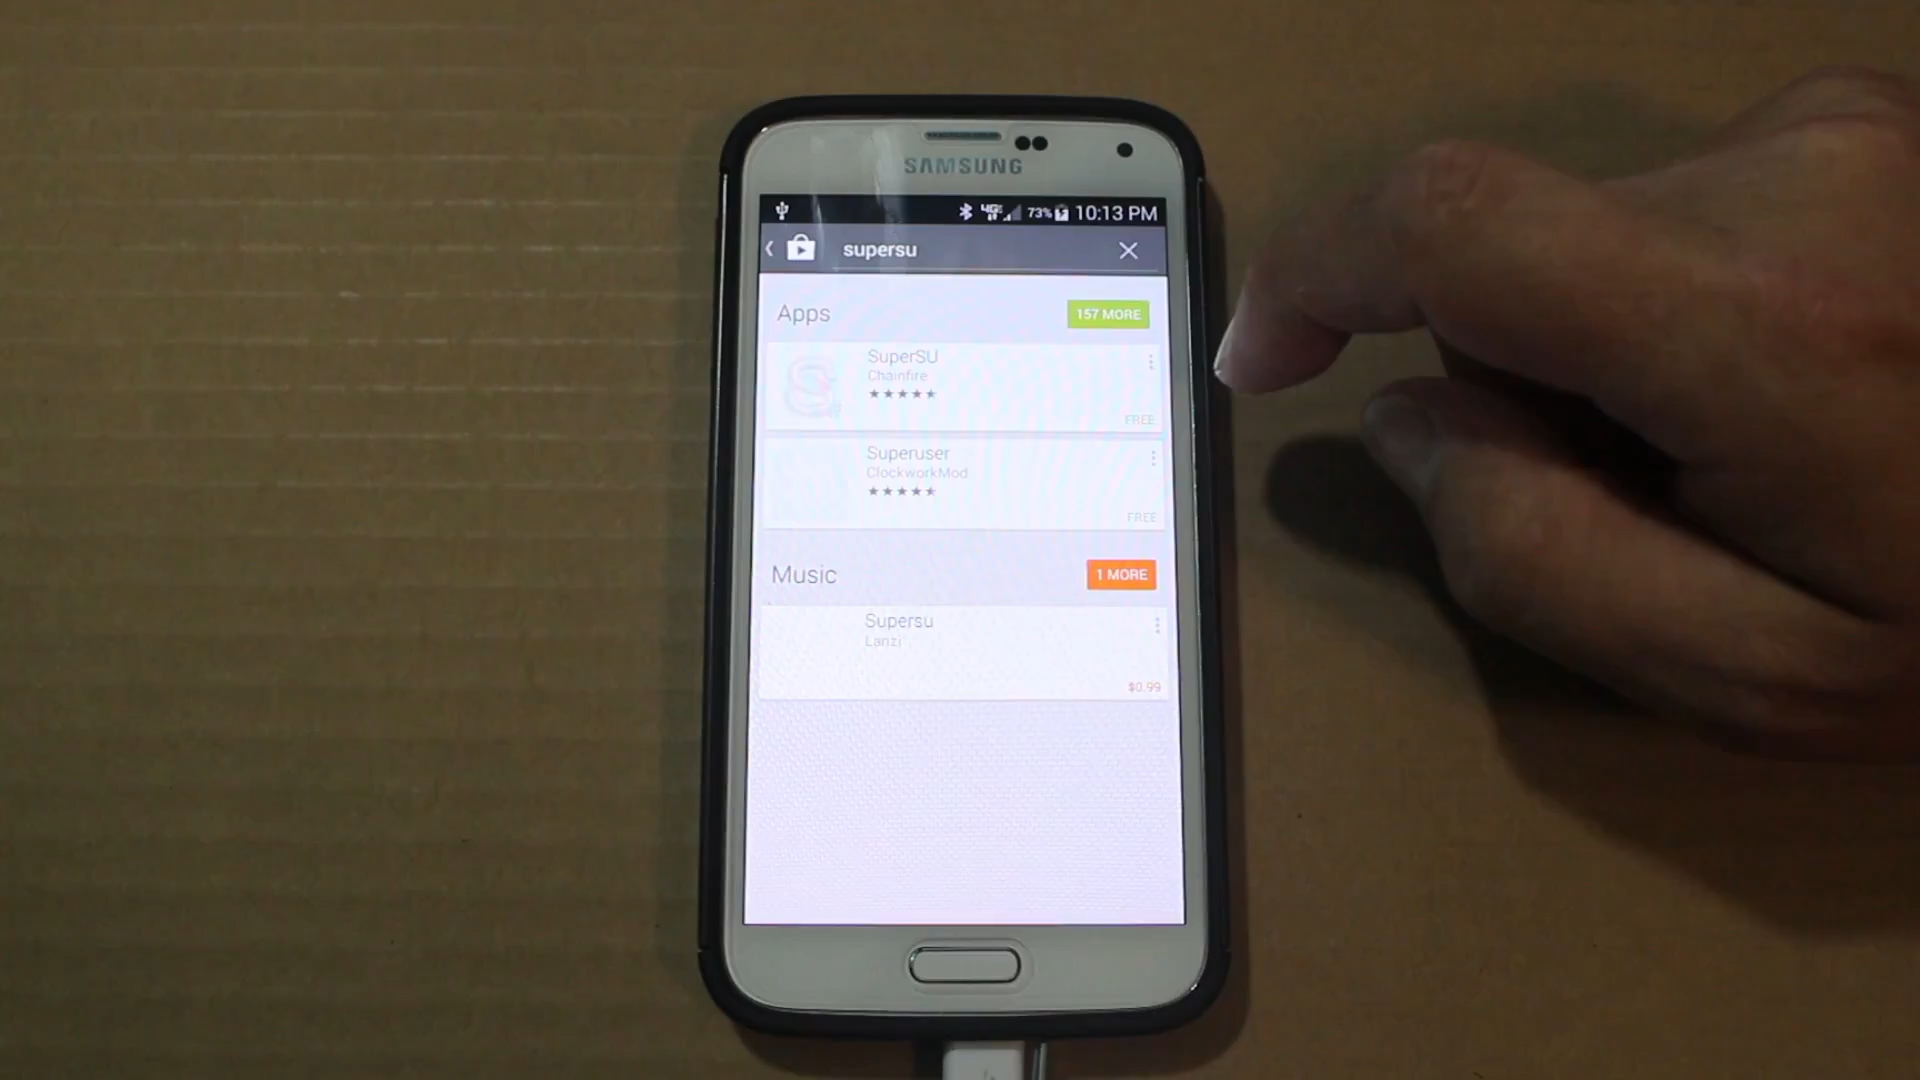 SAMSUNG
4G 73% 10:13 PM
supersu
Apps
157 MORE
SuperSU
Chainfire
FREE
Superuser
ClockworkMod
FREE
Music
1 MORE
Supersu
Lanzi
$0.99